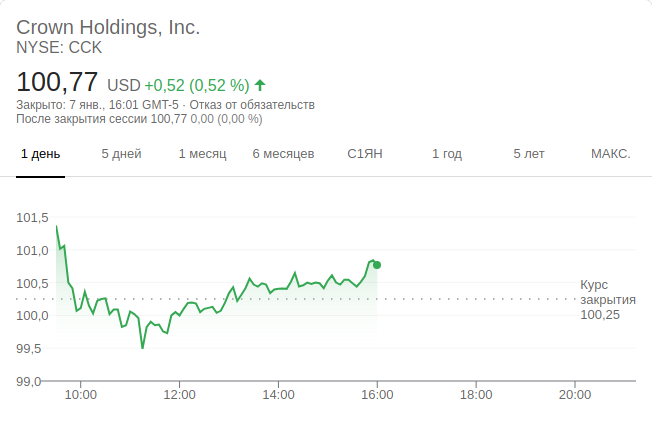 Crown Holdings, Inc.
NYSE: CCK
100,77 USD +0,52 (0,52 %)
Закрыто: 7 янв., 16:01 GMT-5 · Отказ от обязательств
После закрытия сессии 100,77 0,00 (0,00 %)
1 день 5 дней 1 месяц 6 месяцев С1ЯН 1 год 5 лет МАКС.
101,5
101,0
100,5
100,0
99,5
99,0
Курс
закрытия
100,25
10:00 12:00 14:00 16:00 18:00 20:00